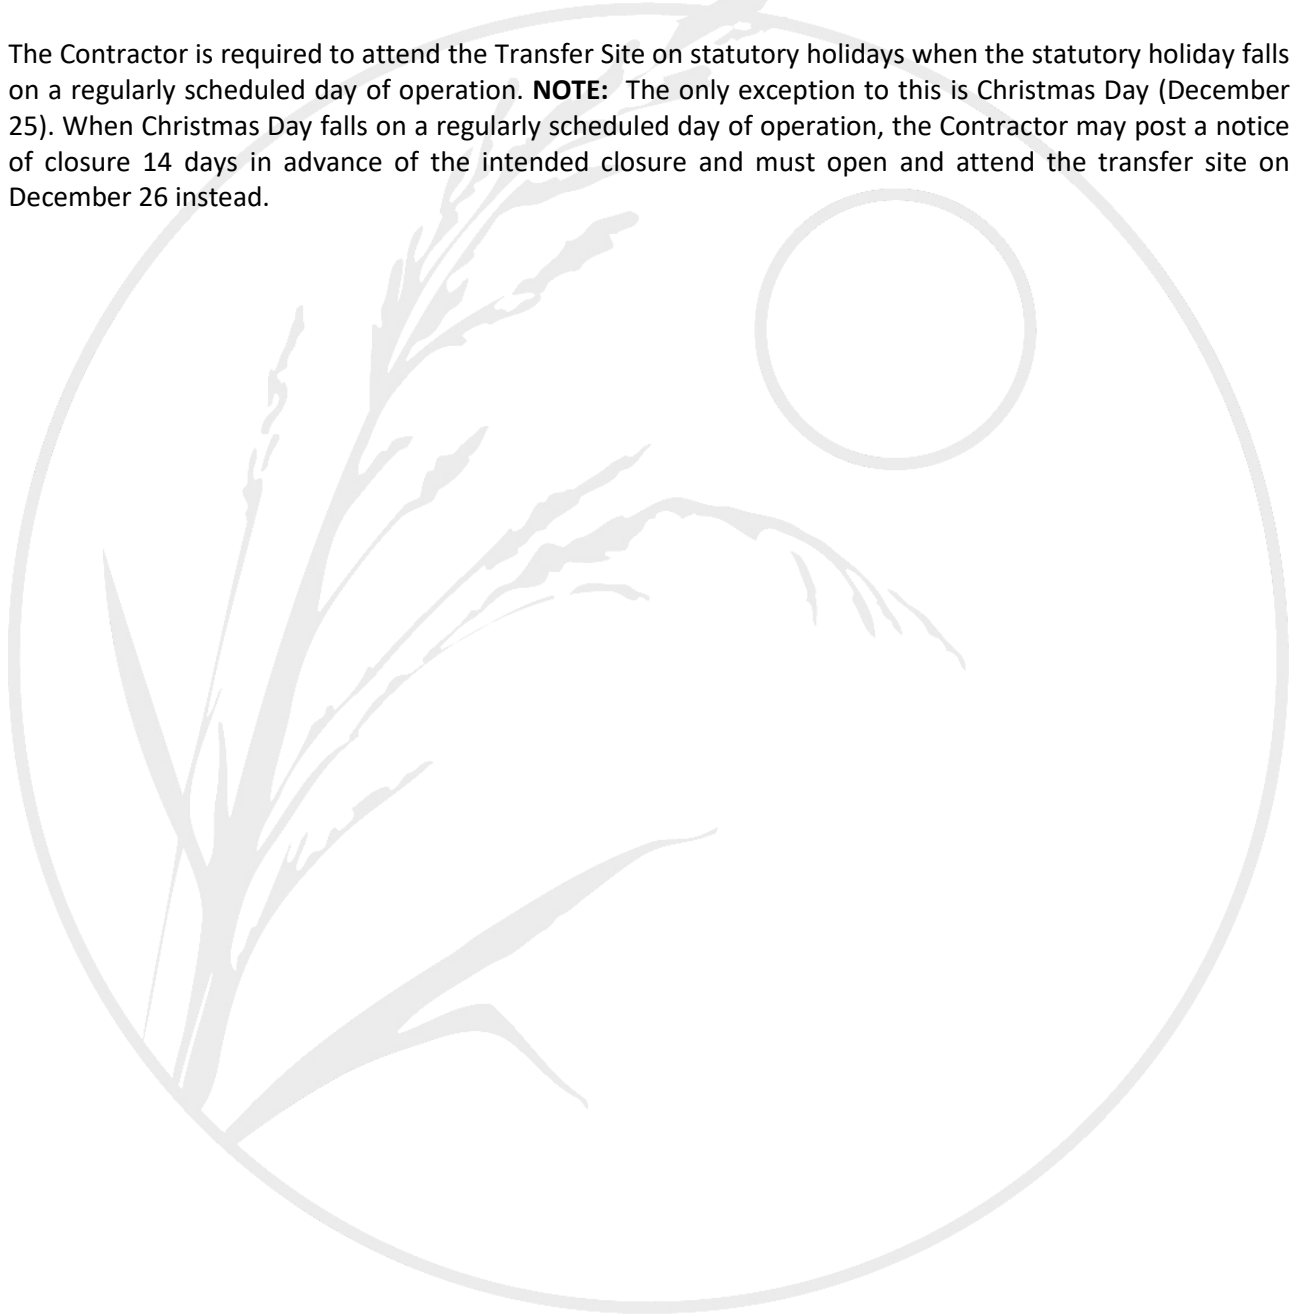 The Contractor is required to attend the Transfer Site on statutory holidays when the statutory holiday falls
on a regularly scheduled day of operation. NOTE: The only exception to this is Christmas Day (December
25). When Christmas Day falls on a regularly scheduled day of operation, the Contractor may post a notice
of closure 14 days in advance of the intended closure and must open and attend the transfer site on
December 26 instead.